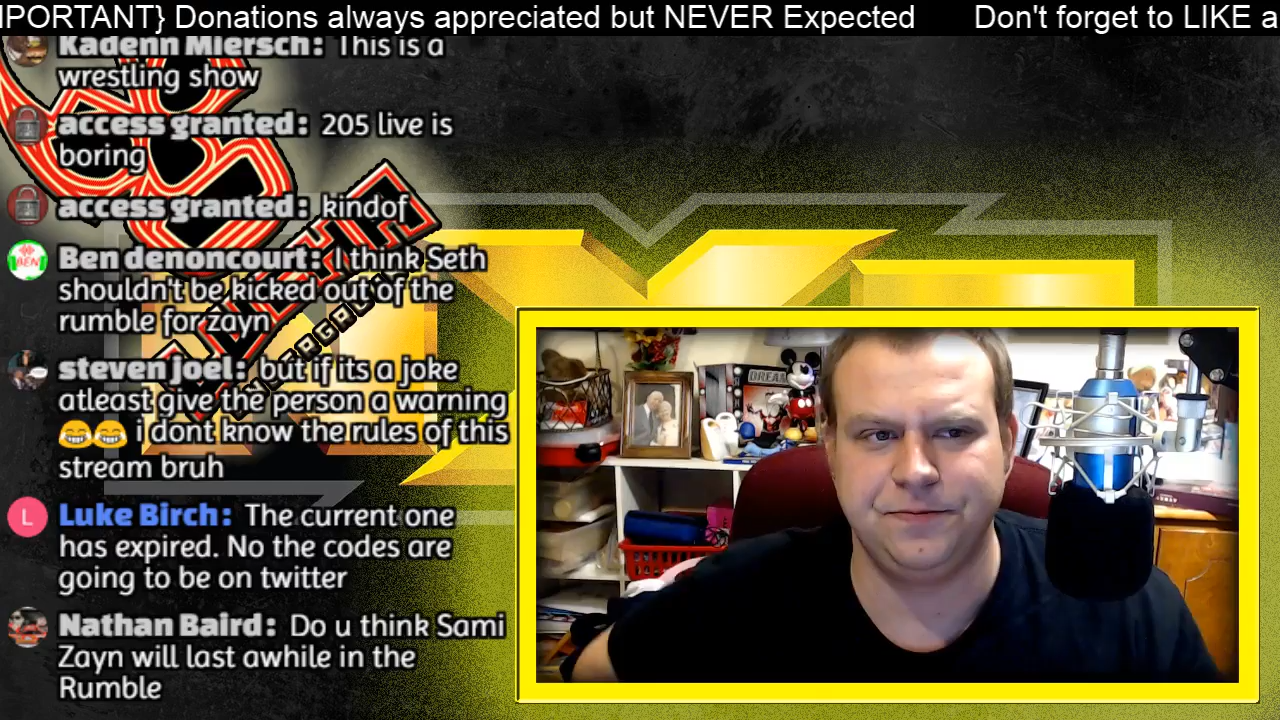 IPORTANT} Donations always appreciated but NEVER Expected Don't forget to LIKE a
Kadenn Miersch: This is a
wrestling show
access granted: 205 live is
boring
access granted: kindof
Ben denoncourt: I think Seth
shouldn't be kicked out of the
rumble for zayn
steven joel: but if its a joke
atleast give the person a warning
😂😂 i dont know the rules of this
stream bruh
L
Luke Birch: The current one
has expired. No the codes are
going to be on twitter
Nathan Baird: Do u think Sami
Zayn will last awhile in the
Rumble
DREAM